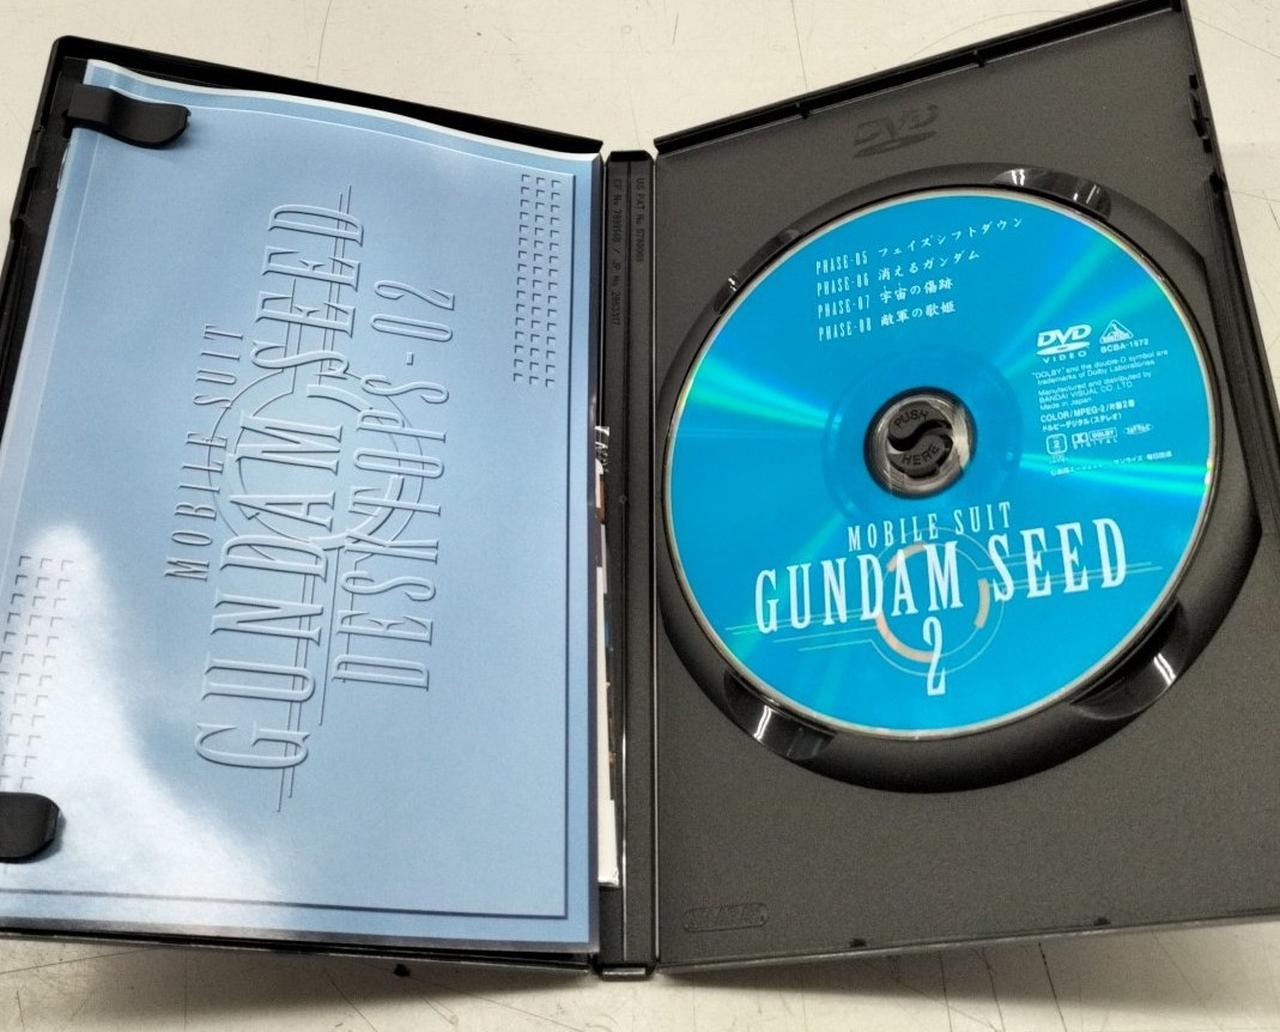 MOBILE SUIT
GUNDAM SEED
DESKTOPS-02
DVD
PHASE-05 フェイズシフトダウン
PHASE-06 消えるガンダム
PHASE-07 宇宙の傷跡
PHASE-08 敵軍の歌姫
DVD
VIDEO
BCBA-1572
"DOLBY" and the double-D symbol are
trademarks of Dolby Laboratories
Manufactured and distributed by
BANDAI VISUAL CO., LTD.
Made in Japan
COLOR/MPEG-2/片面2層
ドルビーデジタル(ステレオ)
2
DOLBY
DIGITAL
PUSH
HERE
MOBILE SUIT
GUNDAM SEED
2